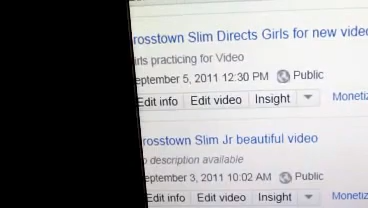 rosstown Slim Directs Girls for new vide
rls practicing for Video
eptember 5, 2011 12:30 PM Public
Edit info Edit video Insight Monetiz
rosstown Slim Jr beautiful video
o description available
eptember 3, 2011 10:02 AM Public
Edit info Edit video Insight Moneti